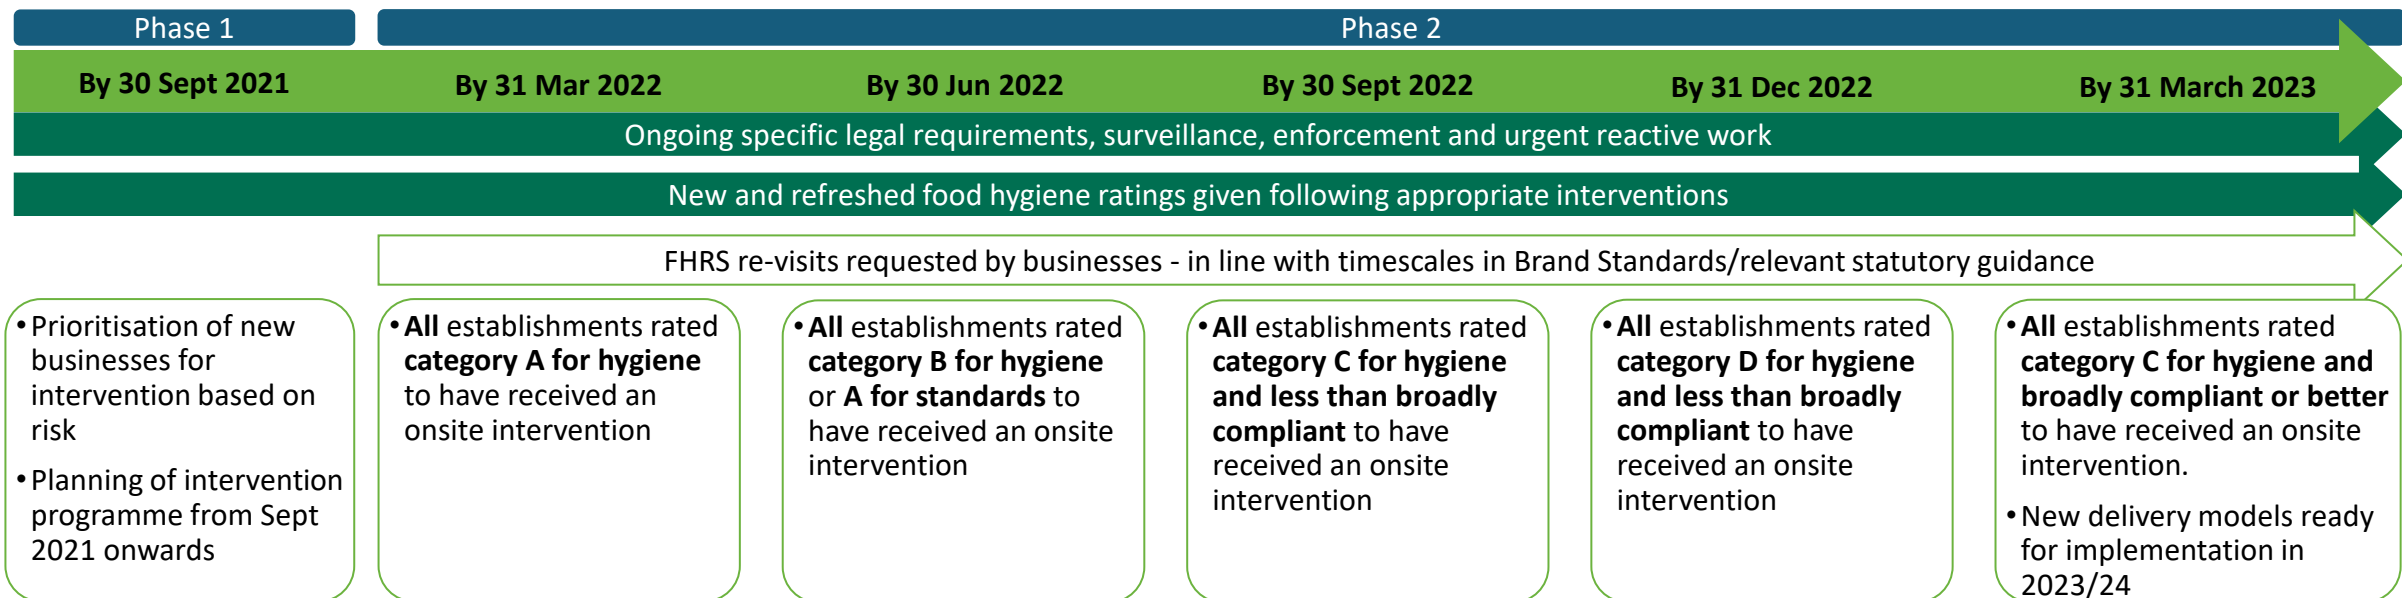 Phase 1
Phase 2
By 30 Sept 2021
By 31 Mar 2022
By 30 Jun 2022
By 30 Sept 2022
By 31 Dec 2022
By 31 March 2023
Ongoing specific legal requirements, surveillance, enforcement and urgent reactive work
New and refreshed food hygiene ratings given following appropriate interventions
FHRS re-visits requested by businesses - in line with timescales in Brand Standards/relevant statutory guidance
• Prioritisation of new
businesses for
intervention based on
risk
• Planning of intervention
programme from Sept
2021 onwards
• All establishments rated
category A for hygiene
to have received an
onsite intervention
• All establishments rated
category B for hygiene
or A for standards to
have received an onsite
intervention
• All establishments rated
category C for hygiene
and less than broadly
compliant to have
received an onsite
intervention
• All establishments rated
category D for hygiene
and less than broadly
compliant to have
received an onsite
intervention
• All establishments rated
category C for hygiene and
broadly compliant or better
to have received an onsite
intervention.
• New delivery models ready
for implementation in
2023/24